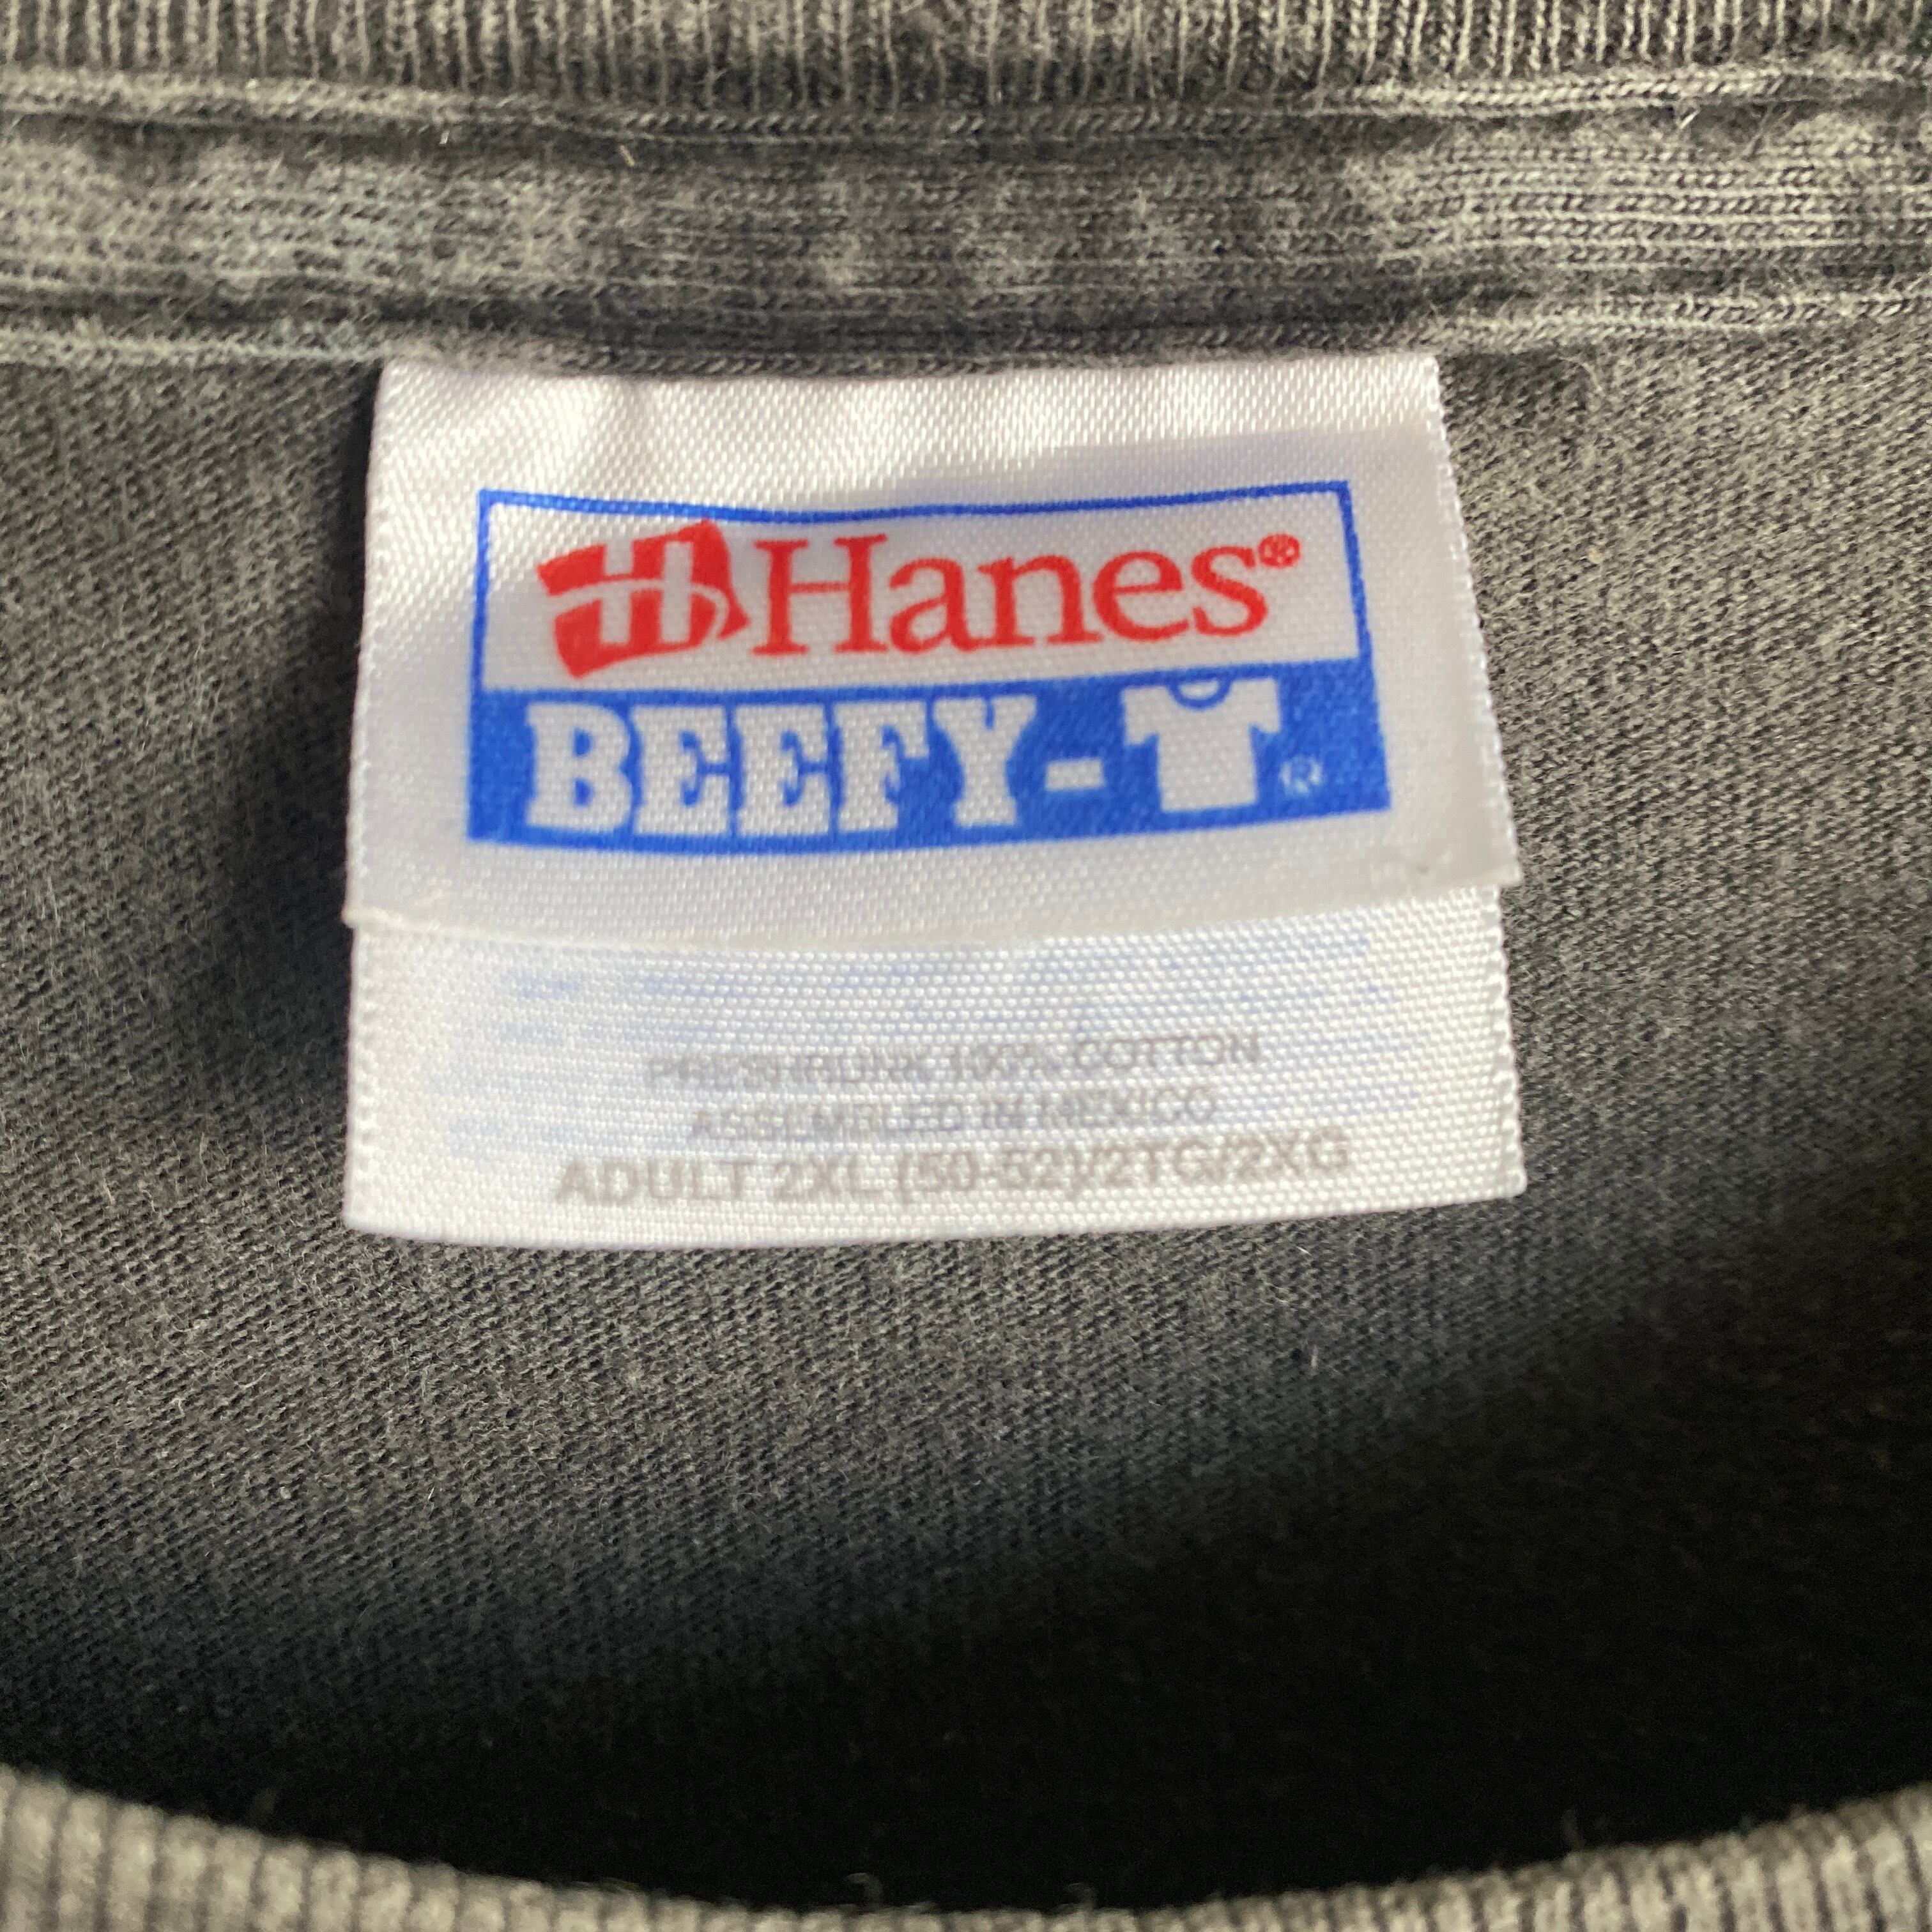 Hanes®
BEEFY-T®
PRESHRUNK 100% COTTON
ASSEMBLED IN MEXICO
ADULT 2XL (50-52)/2TG/2XG